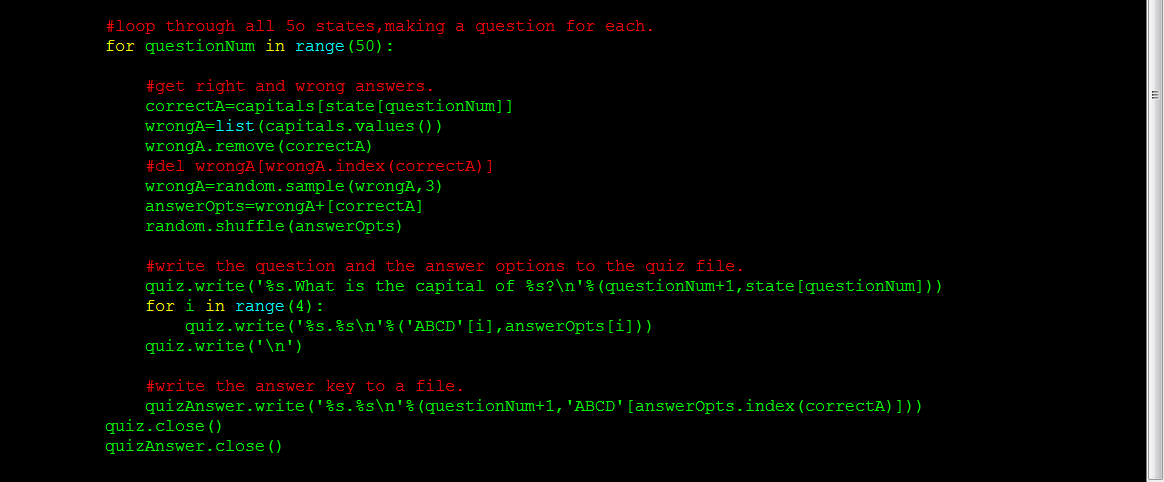 #loop through all 5o states,making a question for each.
for questionNum in range(50):
#get right and wrong answers.
correctA=capitals[state[questionNum]]
wrongA=list(capitals.values())
wrongA.remove(correctA)
#del wrongA[wrongA.index(correctA)]
wrongA=random.sample(wrongA,3)
answerOpts=wrongA+[correctA]
random.shuffle(answerOpts)
#write the question and the answer options to the quiz file.
quiz.write('%s.What is the capital of %s?\n'%(questionNum+1,state[questionNum]))
for i in range(4):
quiz.write('%s.%s\n'%('ABCD'[i],answerOpts[i]))
quiz.write('\n')
#write the answer key to a file.
quizAnswer.write('%s.%s\n'%(questionNum+1,'ABCD'[answerOpts.index(correctA)]))
quiz.close()
quizAnswer.close()